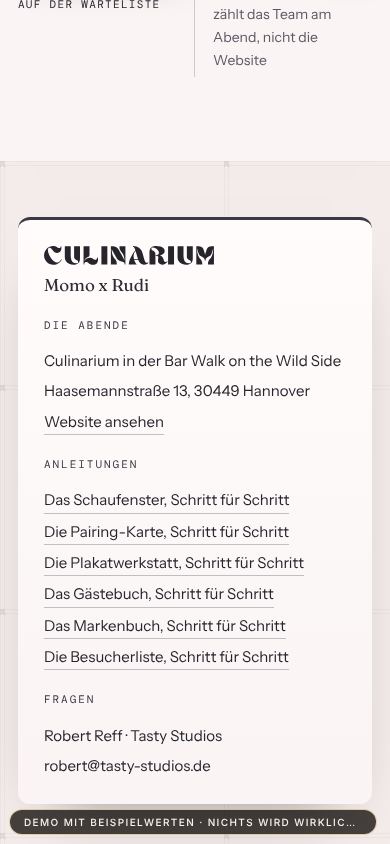 AUF DER WARTELISTE
zählt das Team am
Abend, nicht die
Website
CULINARIUM
Momo x Rudi
DIE ABENDE
Culinarium in der Bar Walk on the Wild Side
Haasemannstraße 13, 30449 Hannover
Website ansehen
ANLEITUNGEN
Das Schaufenster, Schritt für Schritt
Die Pairing-Karte, Schritt für Schritt
Die Plakatwerkstatt, Schritt für Schritt
Das Gästebuch, Schritt für Schritt
Das Markenbuch, Schritt für Schritt
Die Besucherliste, Schritt für Schritt
FRAGEN
Robert Reff · Tasty Studios
robert@tasty-studios.de
DEMO MIT BEISPIELWERTEN · NICHTS WIRD WIRKLIC…